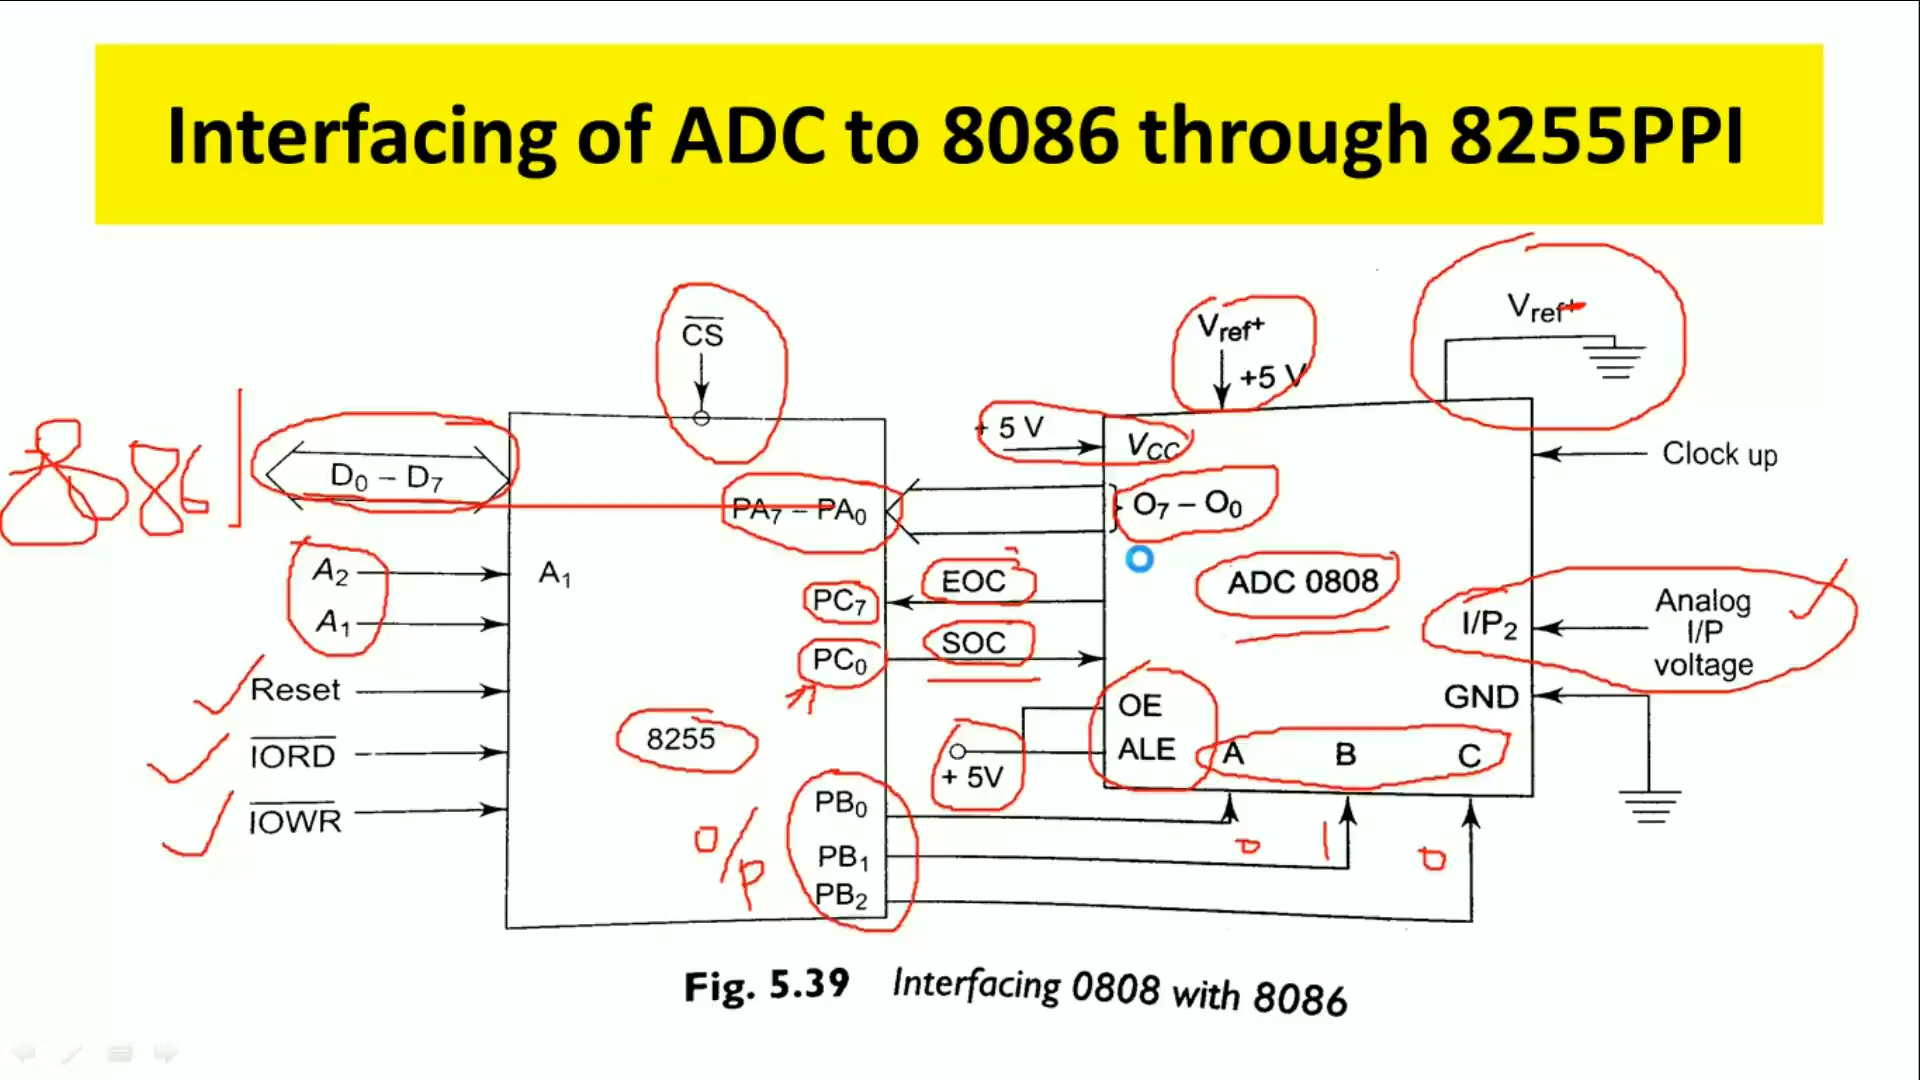 Interfacing of ADC to 8086 through 8255PPI
CS
Vref+
+5 V
Vref+
+ 5 V
VCC
Clock up
8086
D0 – D7
PA7 – PA0
O7 – O0
A2
A1
A1
PC7
EOC
ADC 0808
I/P2
Analog
I/P
voltage
PC0
SOC
Reset
OE
GND
8255
IORD
ALE
A B C
+ 5V
IOWR
PB0
O/P
PB1
0 1 0
PB2
Fig. 5.39 Interfacing 0808 with 8086